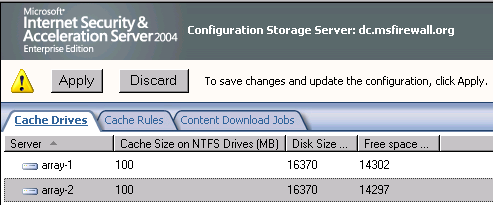 Microsoft®
Internet Security &
Acceleration Server 2004
Enterprise Edition
Configuration Storage Server: dc.msfirewall.org
Apply Discard To save changes and update the configuration, click Apply.
Cache Drives Cache Rules Content Download Jobs
Server Cache Size on NTFS Drives (MB) Disk Size ... Free space ...
array-1 100 16370 14302
array-2 100 16370 14297